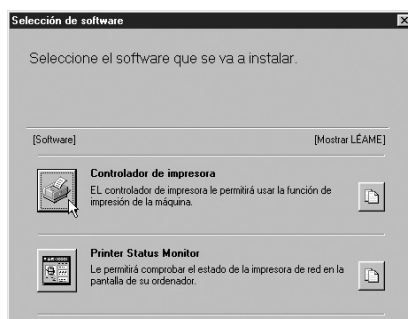 Selección de software
Seleccione el software que se va a instalar.
[Software] [Mostrar LÉAME]
Controlador de impresora
EL controlador de impresora le permitirá usar la función de
impresión de la máquina.
Printer Status Monitor
Le permitirá comprobar el estado de la impresora de red en la
pantalla de su ordenador.